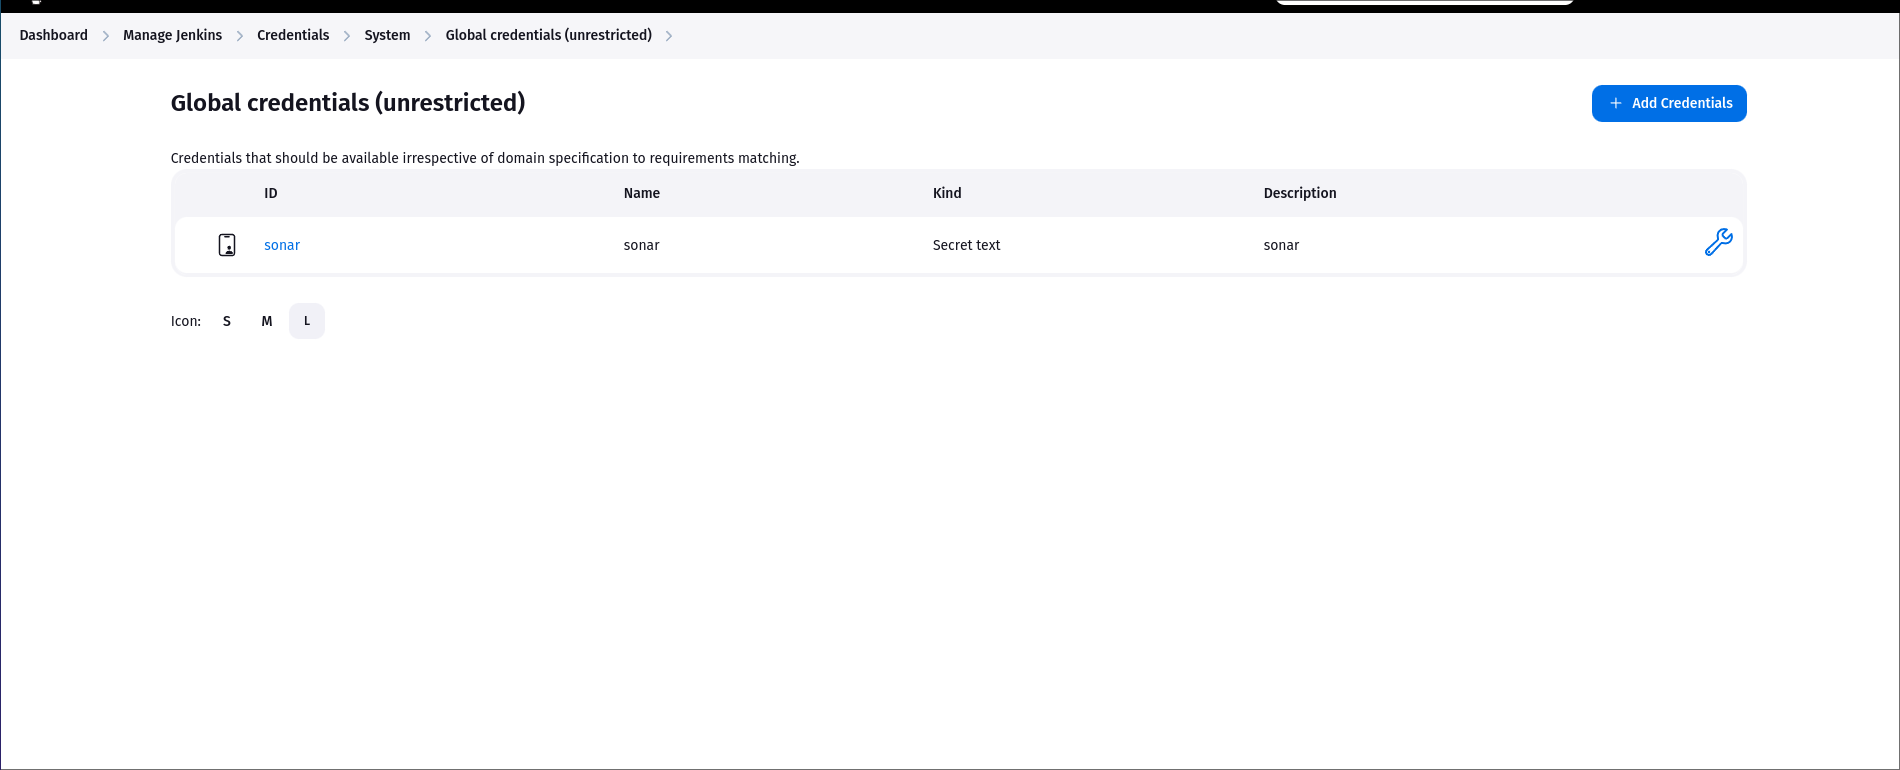 Dashboard Manage Jenkins Credentials System Global credentials (unrestricted)
Global credentials (unrestricted)
Add Credentials
Credentials that should be available irrespective of domain specification to requirements matching.
ID Name Kind Description
sonar sonar Secret text sonar
Icon: S M L